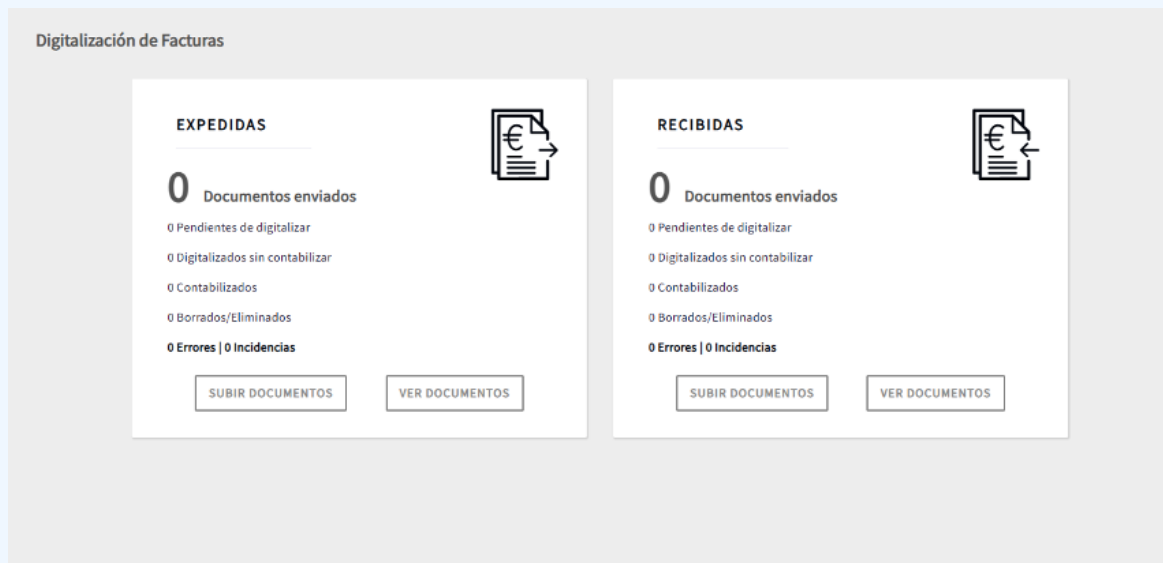 Digitalización de Facturas
EXPEDIDAS
€
0 Documentos enviados
0 Pendientes de digitalizar
0 Digitalizados sin contabilizar
0 Contabilizados
0 Borrados/Eliminados
0 Errores | 0 Incidencias
SUBIR DOCUMENTOS
VER DOCUMENTOS
RECIBIDAS
€
0 Documentos enviados
0 Pendientes de digitalizar
0 Digitalizados sin contabilizar
0 Contabilizados
0 Borrados/Eliminados
0 Errores | 0 Incidencias
SUBIR DOCUMENTOS
VER DOCUMENTOS